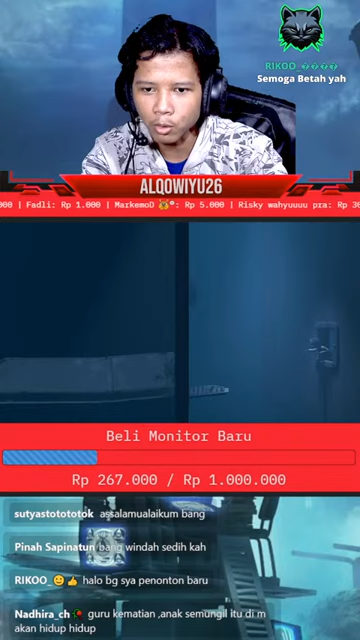 RIKOO_
Semoga Betah yah
ALQOWIYU26
000 | Fadli: Rp 1.000 | MarkemoD 🐯°: Rp 5.000 | Risky wahyuuuu pra: Rp 30
Beli Monitor Baru
Rp 267.000 / Rp 1.000.000
sutyastotototok assalamualaikum bang
Pinah Sapinatun bang windah sedih kah
RIKOO_😊👍 halo bg sya penonton baru
Nadhira_ch🌹 guru kematian ,anak semungil itu di m
akan hidup hidup